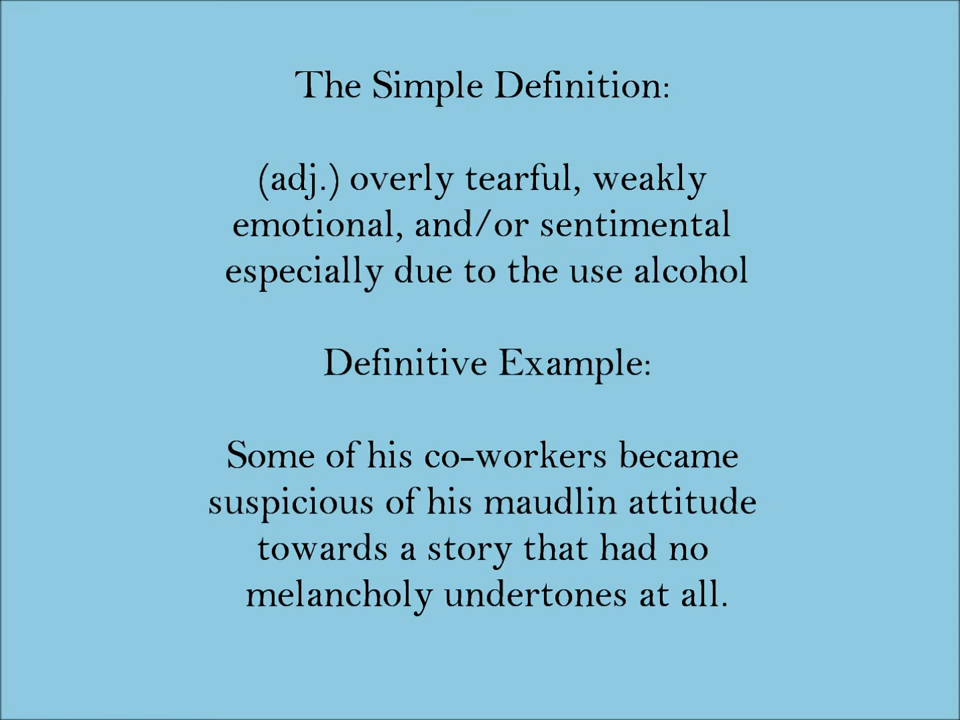 The Simple Definition:
(adj.) overly tearful, weakly
emotional, and/or sentimental
especially due to the use alcohol
Definitive Example:
Some of his co-workers became
suspicious of his maudlin attitude
towards a story that had no
melancholy undertones at all.